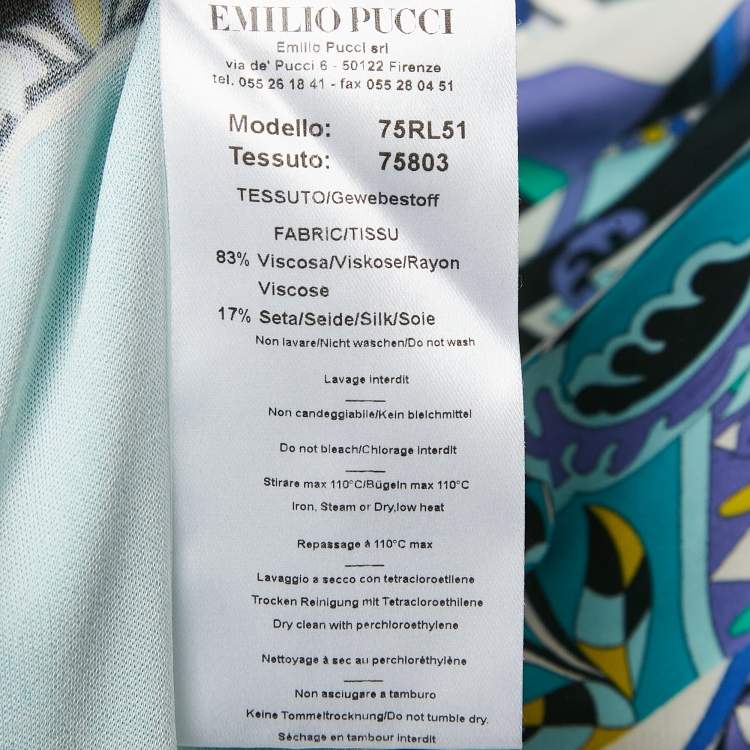 EMILIO PUCCI
Emilio Pucci srl
via de' Pucci 6 - 50122 Firenze
tel. 055 26 18 41 - fax 055 28 04 51
Modello: 75RL51
Tessuto: 75803
TESSUTO/Gewebestoff
FABRIC/TISSU
83% Viscosa/Viskose/Rayon
Viscose
17% Seta/Seide/Silk/Soie
Non lavare/Nicht waschen/Do not wash
Lavage interdit
Non candeggiabile/Kein bleichmittel
Do not bleach/Chlorage interdit
Stirare max 110°C/Bügeln max 110°C
Iron, Steam or Dry,low heat
Repassage à 110°C max
Lavaggio a secco con tetracloroetilene
Trocken Reinigung mit Tetracloroethilene
Dry clean with perchloroethylene
Nettoyage à sec au perchloréthylène
Non asciugare a tamburo
Keine Tommeltrocknung/Do not tumble dry.
Séchage en tambour interdit